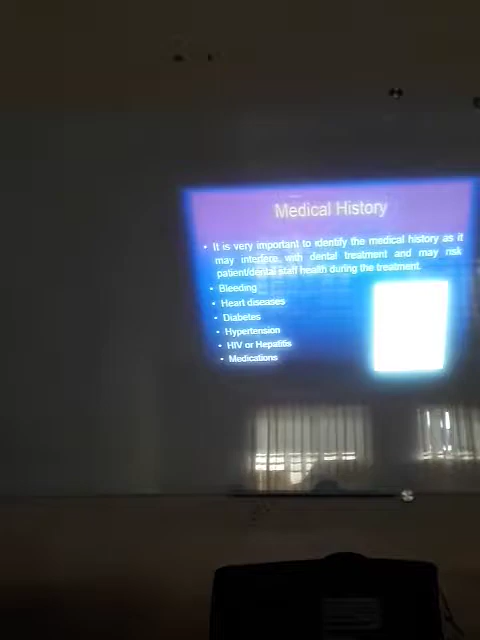 Medical History
• It is very important to identify the medical history as it
may interfere with dental treatment and may risk
patient/dental staff health during the treatment.
• Bleeding
• Heart diseases
• Diabetes
• Hypertension
• HIV or Hepatitis
• Medications